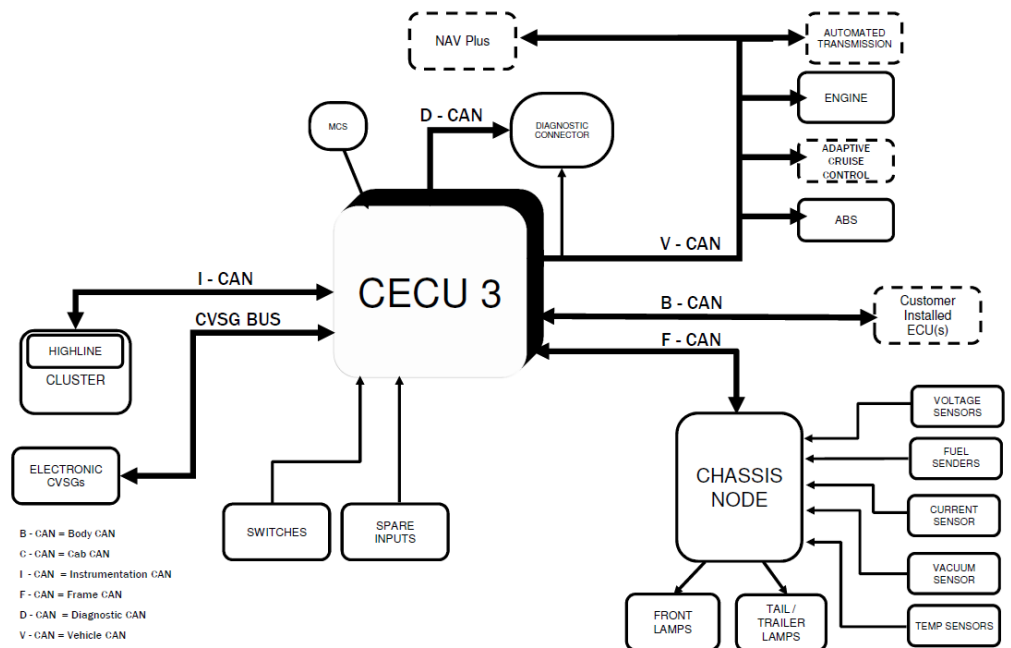 NAV Plus
AUTOMATED
TRANSMISSION
ENGINE
ADAPTIVE
CRUISE
CONTROL
ABS
MCS
D - CAN
DIAGNOSTIC
CONNECTOR
V - CAN
I - CAN
CECU 3
B - CAN
Customer
Installed
ECU(s)
CVSG BUS
F - CAN
HIGHLINE
CLUSTER
ELECTRONIC
CVSGs
SWITCHES
SPARE
INPUTS
CHASSIS
NODE
VOLTAGE
SENSORS
FUEL
SENDERS
CURRENT
SENSOR
VACUUM
SENSOR
TEMP SENSORS
FRONT
LAMPS
TAIL /
TRAILER
LAMPS
B - CAN = Body CAN
C - CAN = Cab CAN
I - CAN = Instrumentation CAN
F - CAN = Frame CAN
D - CAN = Diagnostic CAN
V - CAN = Vehicle CAN